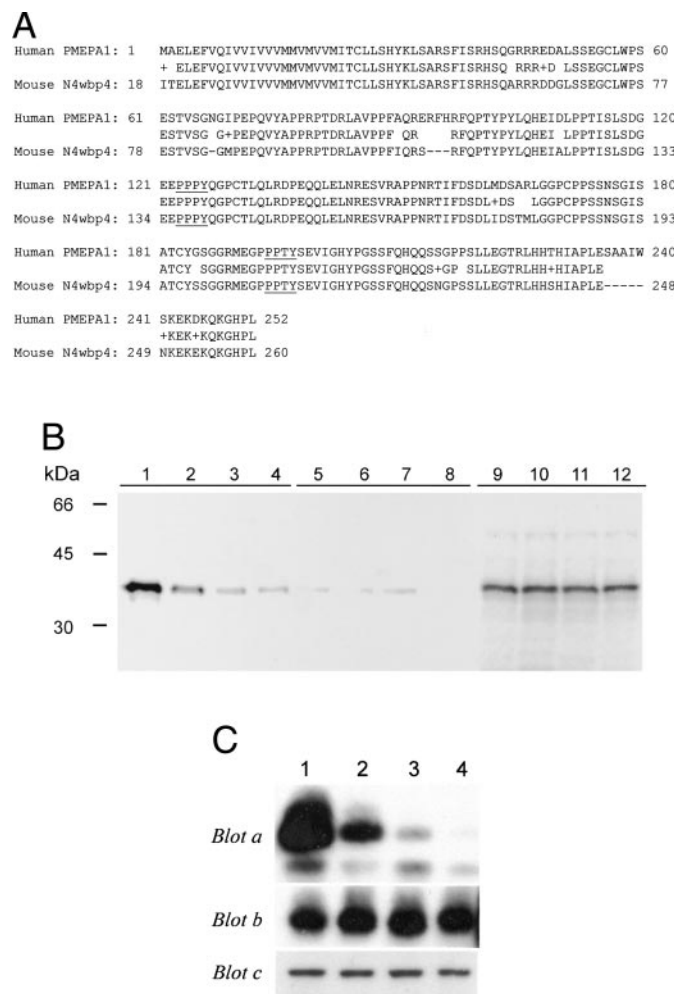 A
Human PMEPA1: 1 MAELEFVQIVVIVVVMMVMVVMITCLLSHYKLSARSFISRHSQGRRREDALSSEGCLWPS 60
+ ELEFVQIVVIVVVMMVMVVMITCLLSHYKLSARSFISRHSQ RRR+D LSSEGCLWPS
Mouse N4wbp4: 18 ITELEFVQIVVIVVVMMVMVVMITCLLSHYKLSARSFISRHSQARRRDDGLSSEGCLWPS 77
Human PMEPA1: 61 ESTVSGNGIPEPQVYAPPRPTDRLAVPPFAQRERFHRFQPTYPYLQHEIDLPPTISLSDG 120
ESTVSG G+PEPQVYAPPRPTDRLAVPPF QR RFQPTYPYLQHEI LPPTISLSDG
Mouse N4wbp4: 78 ESTVSG-GMPEPQVYAPPRPTDRLAVPPFIQRS---RFQPTYPYLQHEIALPPTISLSDG 133
Human PMEPA1: 121 EEPPPYQGPCTLQLRDPEQQLELNRESVRAPPNRTIFDSDLMDSARLGGPCPPSSNSGIS 180
EEPPPYQGPCTLQLRDPEQQLELNRESVRAPPNRTIFDSDL+DS LGGPCPPSSNSGIS
Mouse N4wbp4: 134 EEPPPYQGPCTLQLRDPEQQLELNRESVRAPPNRTIFDSDLIDSTMLGGPCPPSSNSGIS 193
Human PMEPA1: 181 ATCYGSGGRMEGPPPTYSEVIGHYPGSSFQHQQSSGPPSLLEGTRLHHTHIAPLESAAIW 240
ATCY SGGRMEGPPPTYSEVIGHYPGSSFQHQQS+GP SLLEGTRLHH+HIAPLE
Mouse N4wbp4: 194 ATCYSSGGRMEGPPPTYSEVIGHYPGSSFQHQQSNGPSSLLEGTRLHHSHIAPLE----- 248
Human PMEPA1: 241 SKEKDKQKGHPL 252
+KEK+KQKGHPL
Mouse N4wbp4: 249 NKEKEKQKGHPL 260
B
kDa 1 2 3 4 5 6 7 8 9 10 11 12
66
45
30
C
1 2 3 4
Blot a
Blot b
Blot c